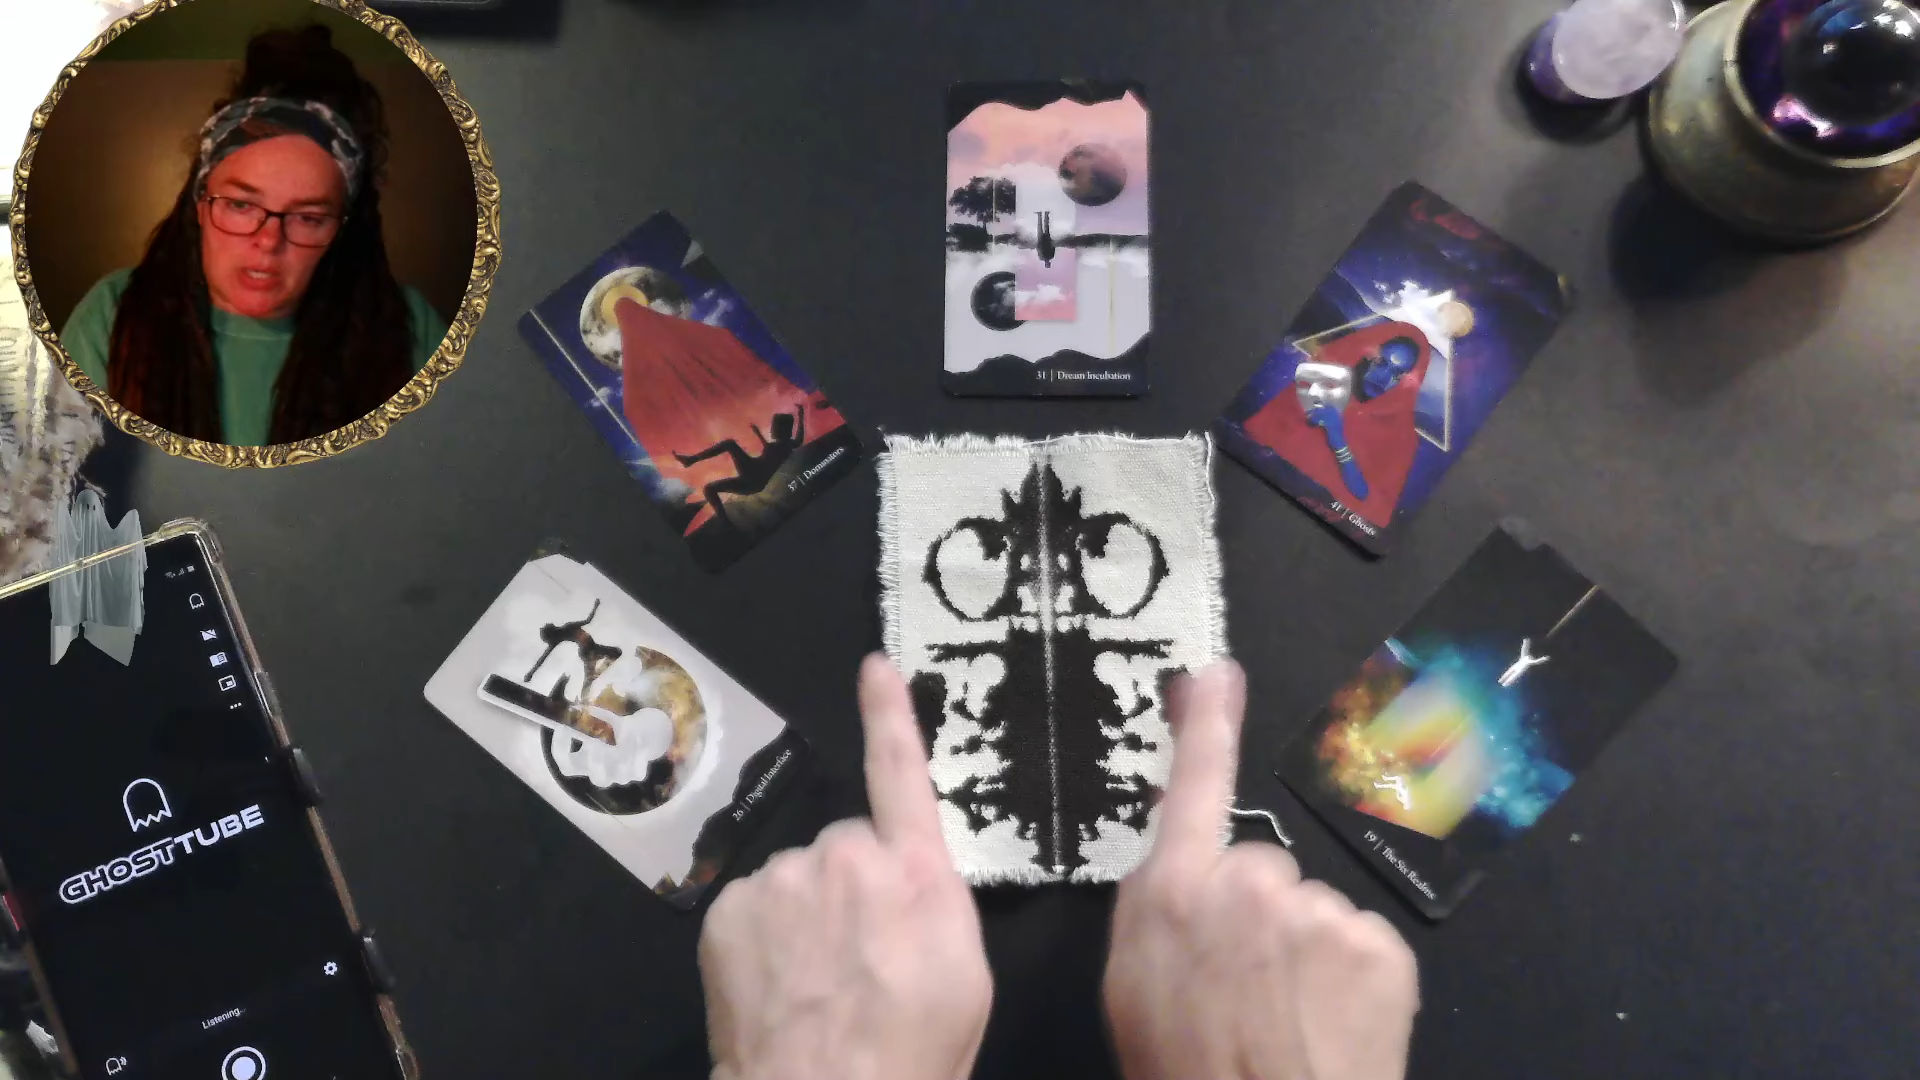 31 | Dream Incubation
37 | Dominators
41 | Ghosts
26 | Digital Interface
19 | The Six Realms
GHOSTTUBE
Listening...